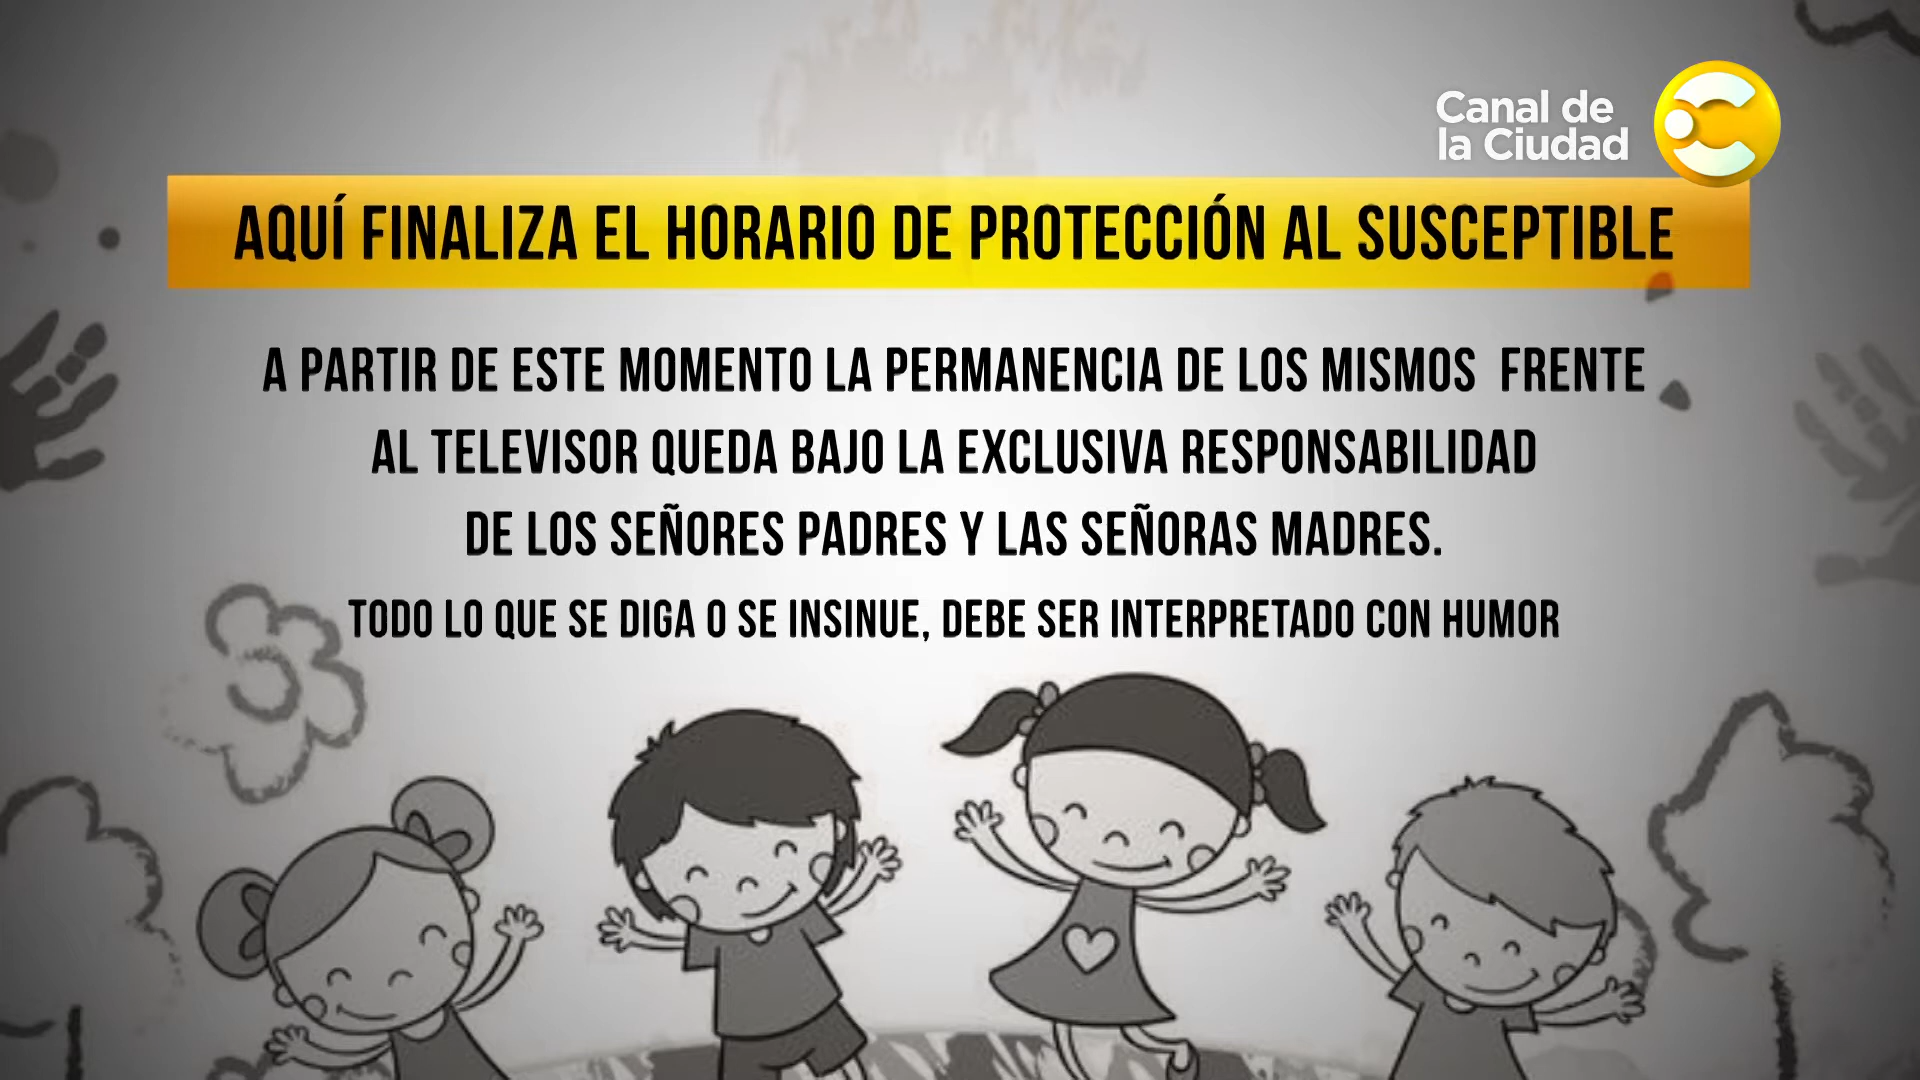 Canal de
la Ciudad
AQUÍ FINALIZA EL HORARIO DE PROTECCIÓN AL SUSCEPTIBLE
A PARTIR DE ESTE MOMENTO LA PERMANENCIA DE LOS MISMOS FRENTE
AL TELEVISOR QUEDA BAJO LA EXCLUSIVA RESPONSABILIDAD
DE LOS SEÑORES PADRES Y LAS SEÑORAS MADRES.
TODO LO QUE SE DIGA O SE INSINUE, DEBE SER INTERPRETADO CON HUMOR